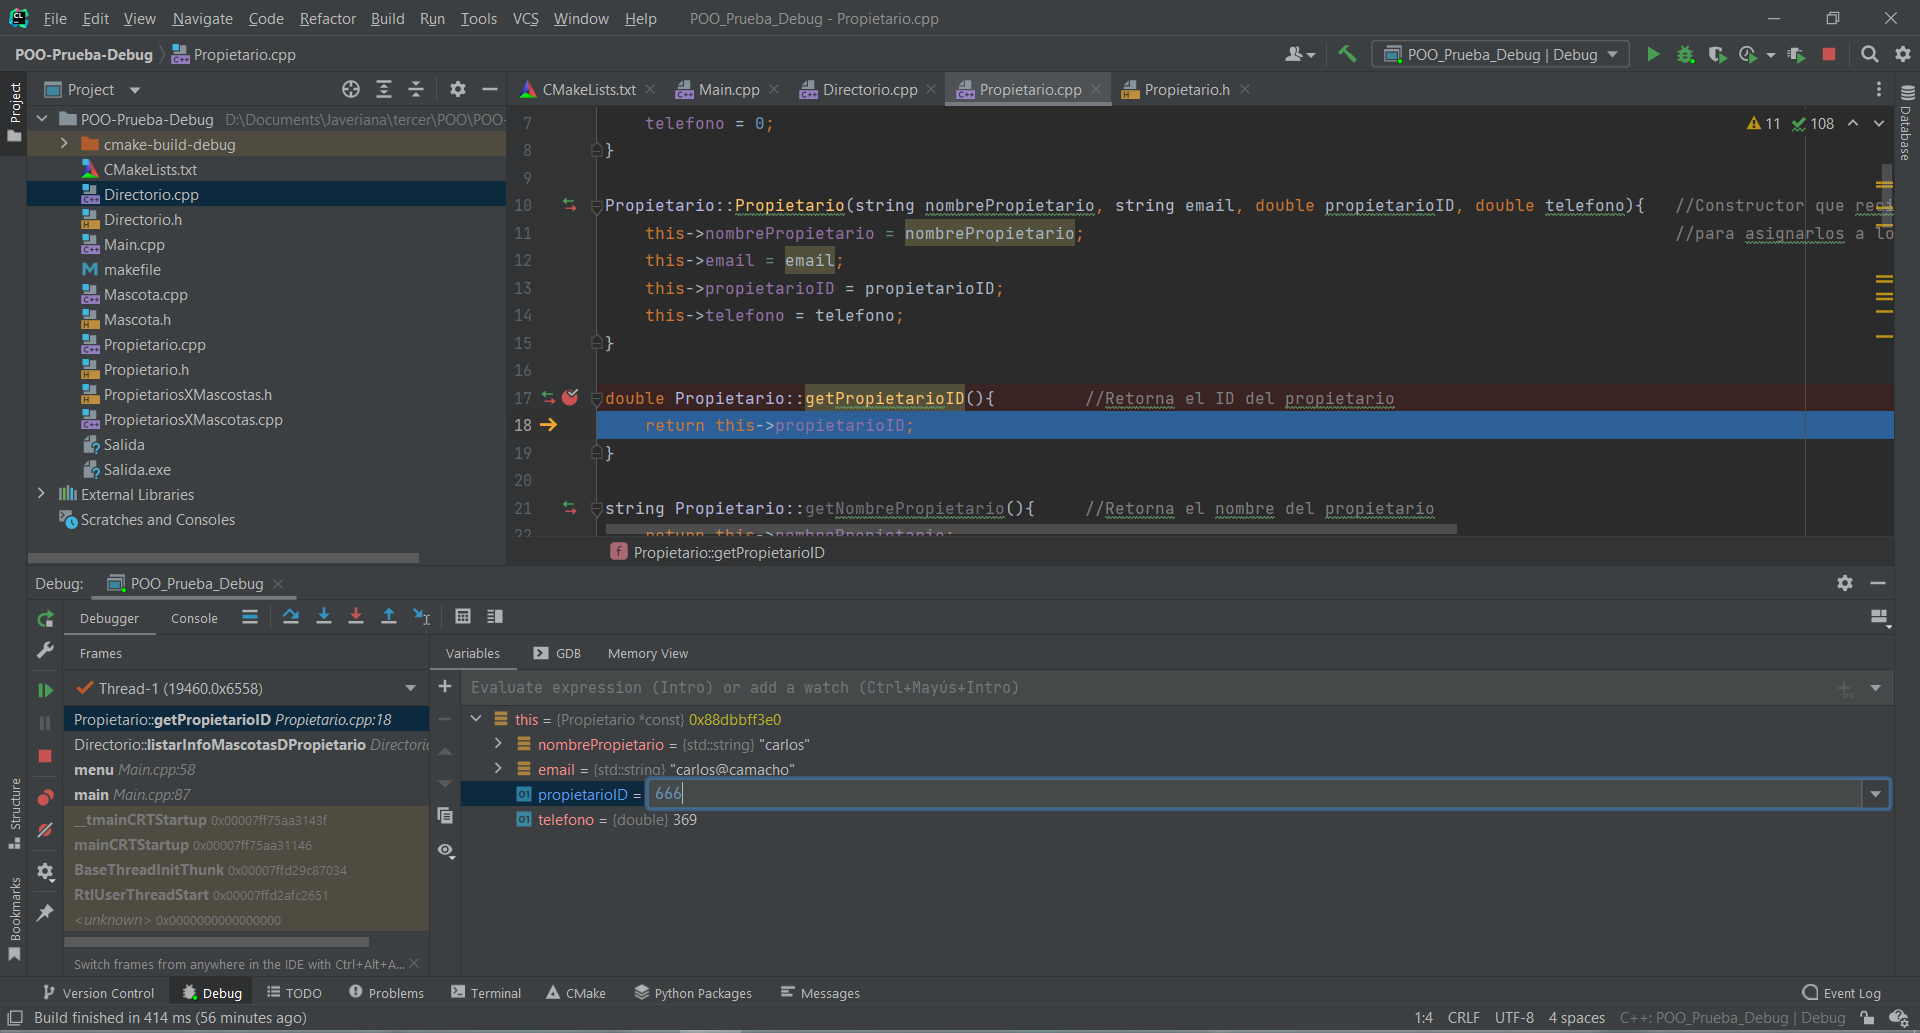 File Edit View Navigate Code Refactor Build Run Tools VCS Window Help POO_Prueba_Debug - Propietario.cpp
POO-Prueba-Debug Propietario.cpp POO_Prueba_Debug | Debug
Project
Project
CMakeLists.txt Main.cpp Directorio.cpp Propietario.cpp Propietario.h
Database
POO-Prueba-Debug D:\Documents\Javeriana\tercer\POO\POO-
cmake-build-debug
CMakeLists.txt
Directorio.cpp
Directorio.h
Main.cpp
makefile
Mascota.cpp
Mascota.h
Propietario.cpp
Propietario.h
PropietariosXMascostas.h
PropietariosXMascotas.cpp
Salida
Salida.exe
External Libraries
Scratches and Consoles
11 108
7 telefono = 0;
8 }
9
10 Propietario::Propietario(string nombrePropietario, string email, double propietarioID, double telefono){ //Constructor que reci
11 this->nombrePropietario = nombrePropietario; //para asignarlos a lo
12 this->email = email;
13 this->propietarioID = propietarioID;
14 this->telefono = telefono;
15 }
16
17 double Propietario::getPropietarioID(){ //Retorna el ID del propietario
18 return this->propietarioID;
19 }
20
21 string Propietario::getNombrePropietario(){ //Retorna el nombre del propietario
22 return this->nombrePropietario;
Propietario::getPropietarioID
Debug: POO_Prueba_Debug
Debugger Console
Frames
Thread-1 (19460.0x6558)
Propietario::getPropietarioID Propietario.cpp:18
Directorio::listarInfoMascotasDPropietario Directorio
menu Main.cpp:58
main Main.cpp:87
__tmainCRTStartup 0x00007ff75aa3143f
mainCRTStartup 0x00007ff75aa31146
BaseThreadInitThunk 0x00007ffd29c87034
RtlUserThreadStart 0x00007ffd2afc2651
<unknown> 0x0000000000000000
Switch frames from anywhere in the IDE with Ctrl+Alt+A...
Variables GDB Memory View
Evaluate expression (Intro) or add a watch (Ctrl+Mayús+Intro)
this = {Propietario *const} 0x88dbbff3e0
nombrePropietario = {std::string} "carlos"
email = {std::string} "carlos@camacho"
propietarioID = 666
telefono = {double} 369
Structure
Bookmarks
Version Control Debug TODO Problems Terminal CMake Python Packages Messages Event Log
Build finished in 414 ms (56 minutes ago) 1:4 CRLF UTF-8 4 spaces C++: POO_Prueba_Debug | Debug